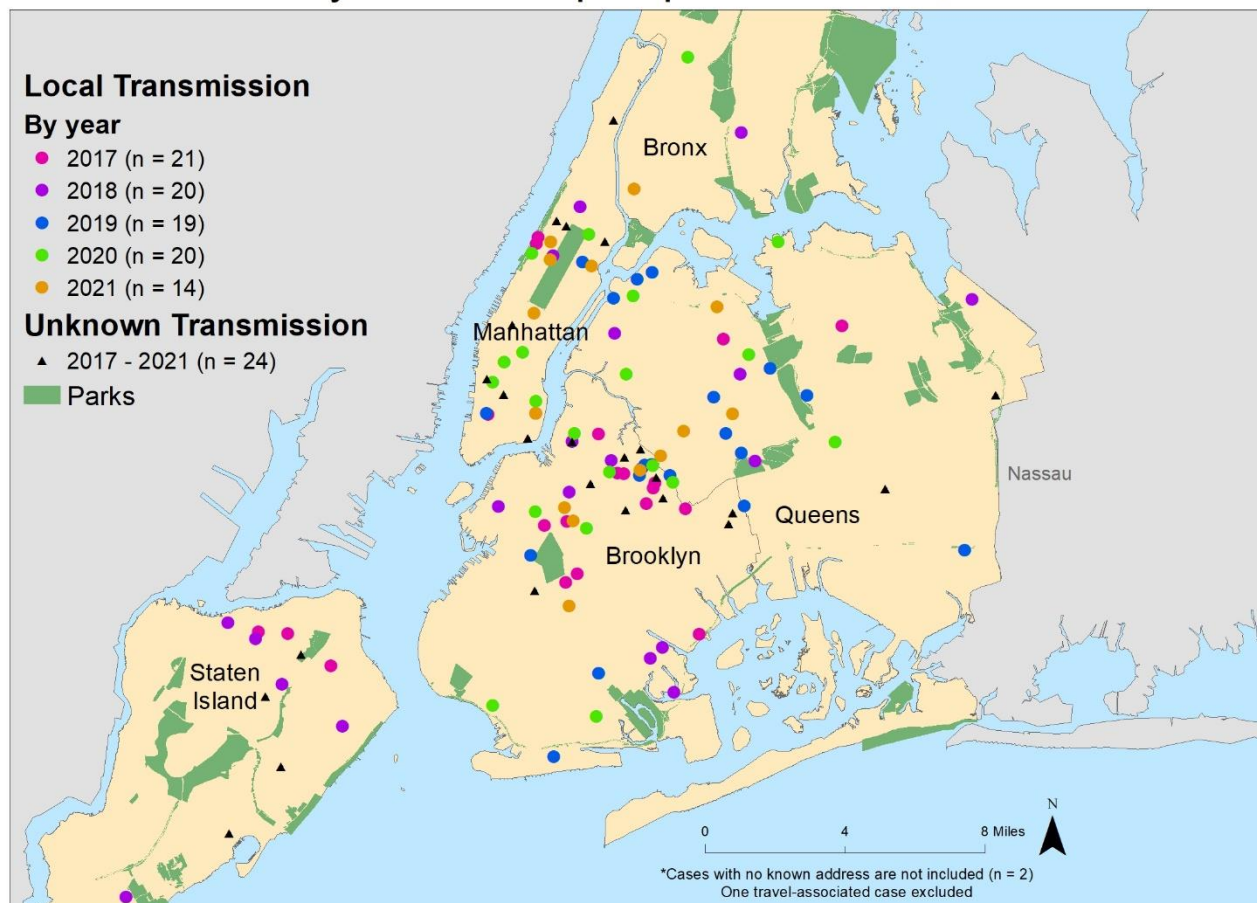 Local Transmission
By year
2017 (n = 21)
2018 (n = 20)
2019 (n = 19)
2020 (n = 20)
2021 (n = 14)
Unknown Transmission
2017 - 2021 (n = 24)
Parks
Bronx
Manhattan
Nassau
Queens
Brooklyn
Staten
Island
N
0 4 8 Miles
*Cases with no known address are not included (n = 2)
One travel-associated case excluded